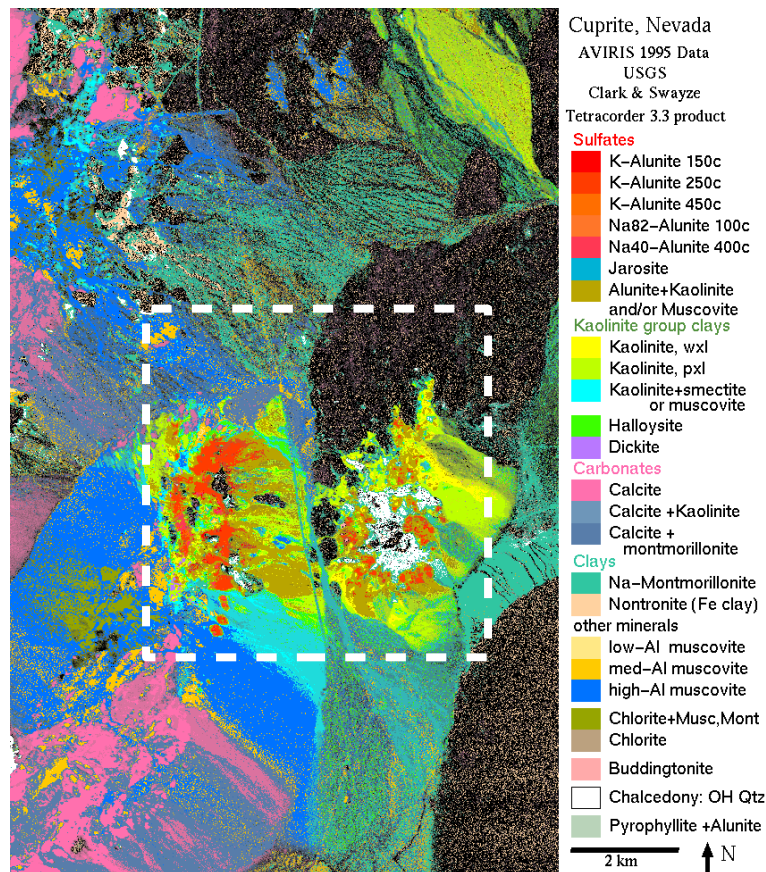 Cuprite, Nevada
AVIRIS 1995 Data
USGS
Clark & Swayze
Tetracorder 3.3 product
Sulfates
K-Alunite 150c
K-Alunite 250c
K-Alunite 450c
Na82-Alunite 100c
Na40-Alunite 400c
Jarosite
Alunite+Kaolinite
and/or Muscovite
Kaolinite group clays
Kaolinite, wxl
Kaolinite, pxl
Kaolinite+smectite
or muscovite
Halloysite
Dickite
Carbonates
Calcite
Calcite +Kaolinite
Calcite +
montmorillonite
Clays
Na-Montmorillonite
Nontronite (Fe clay)
other minerals
low-Al muscovite
med-Al muscovite
high-Al muscovite
Chlorite+Musc,Mont
Chlorite
Buddingtonite
Chalcedony: OH Qtz
Pyrophyllite +Alunite
2 km
N